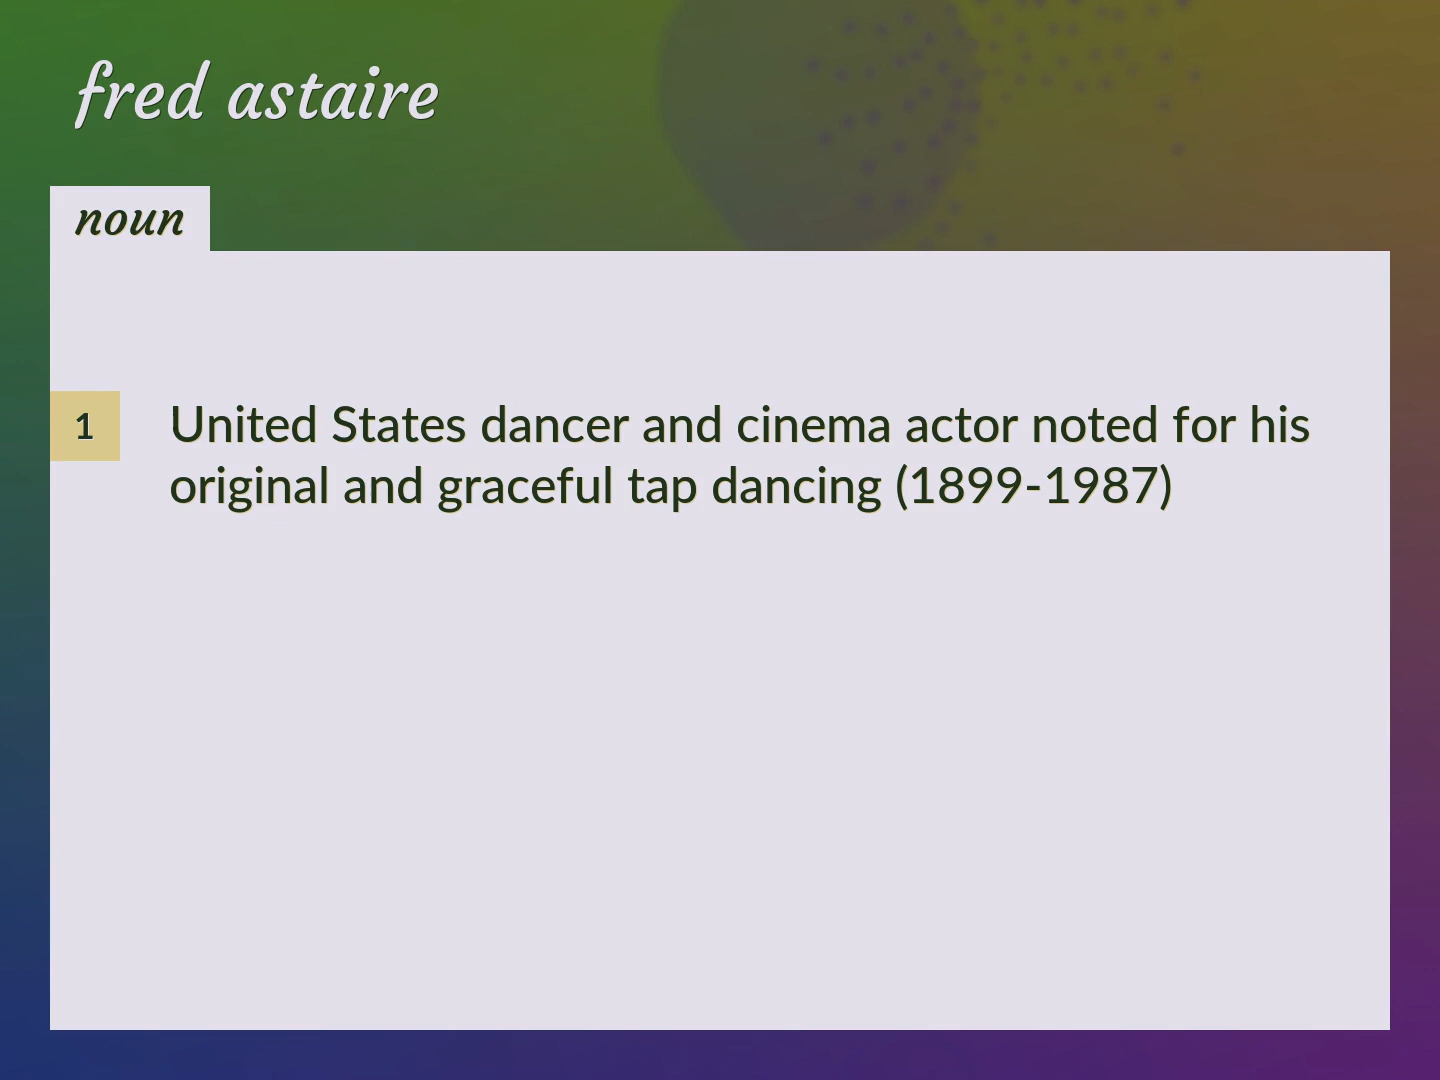 fred astaire
noun
1
United States dancer and cinema actor noted for his
original and graceful tap dancing (1899-1987)